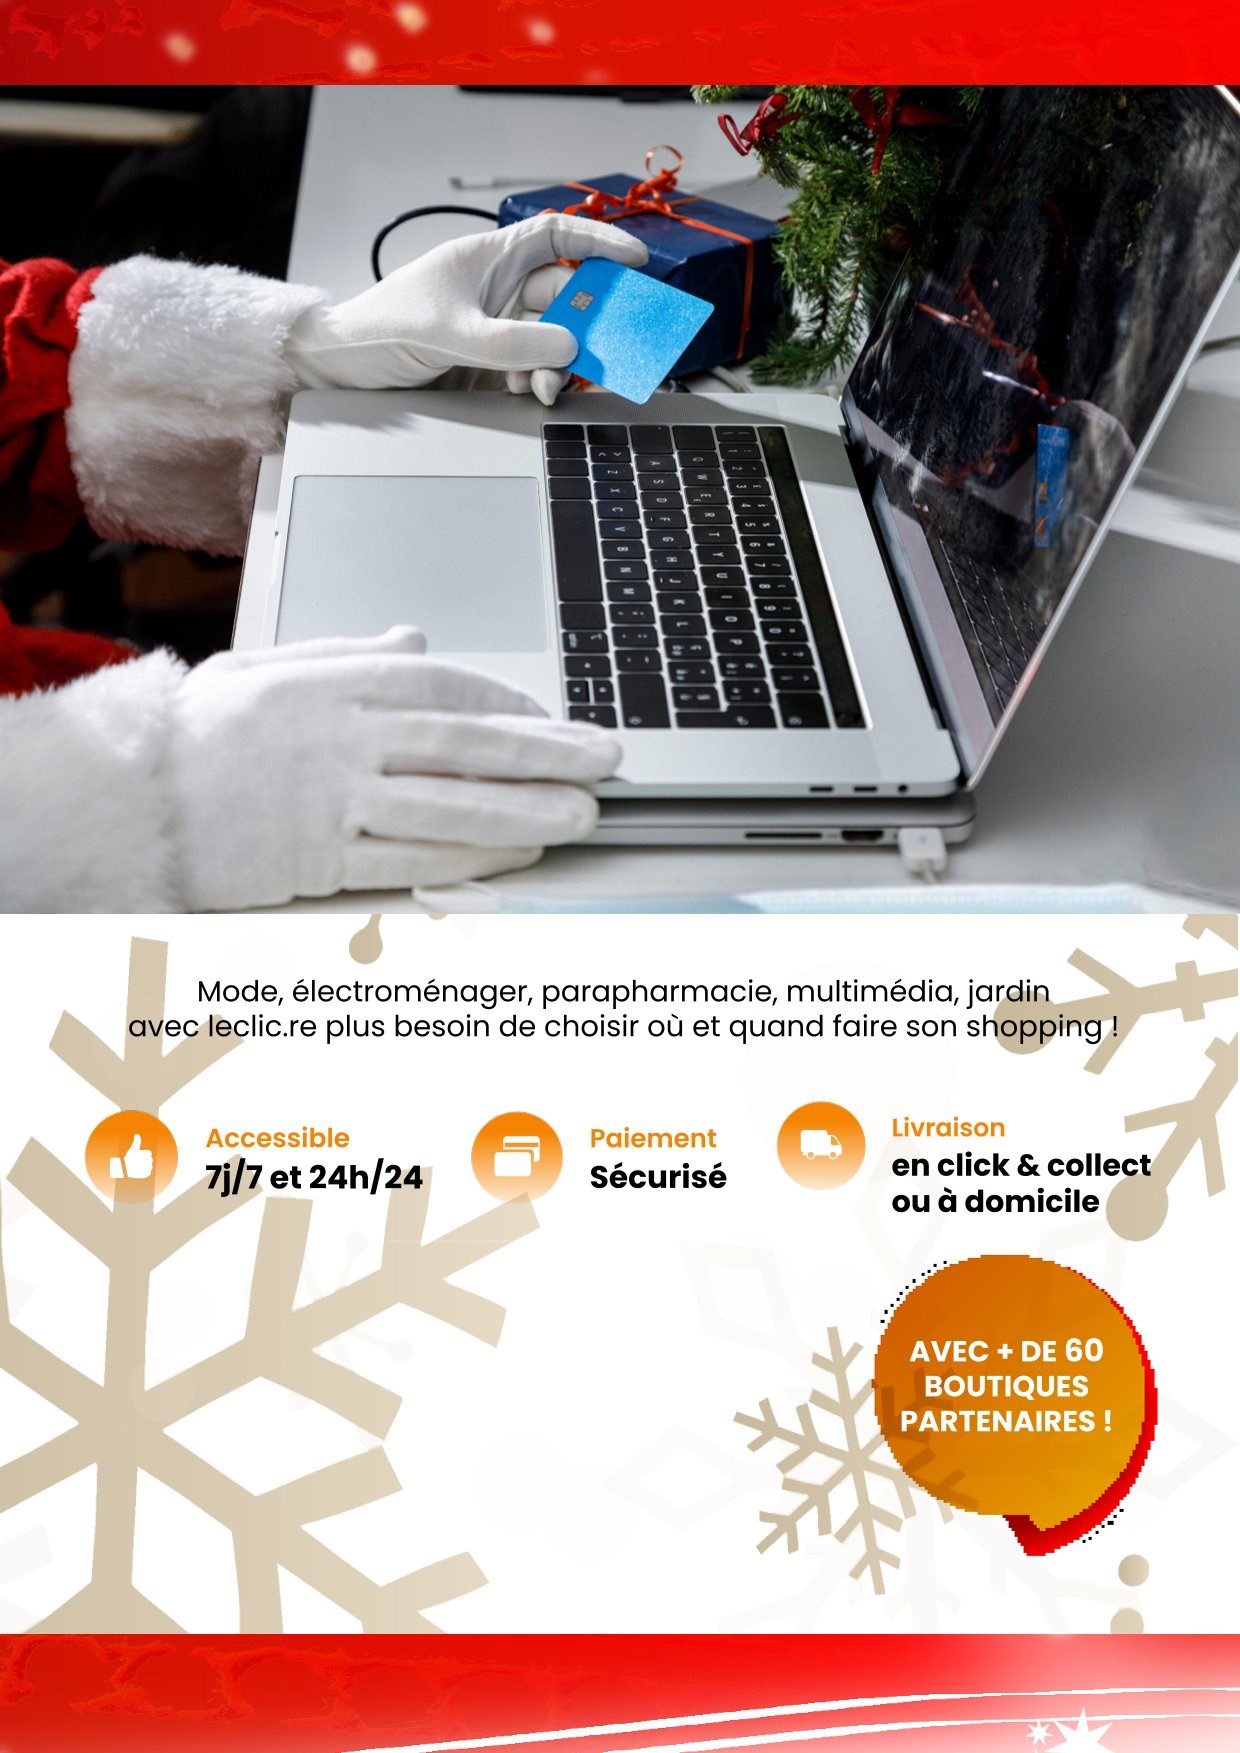 Mode, électroménager, parapharmacie, multimédia, jardin
avec leclic.re plus besoin de choisir où et quand faire son shopping !
Accessible
7j/7 et 24h/24
Paiement
Sécurisé
Livraison
en click & collect
ou à domicile
AVEC + DE 60
BOUTIQUES
PARTENAIRES !